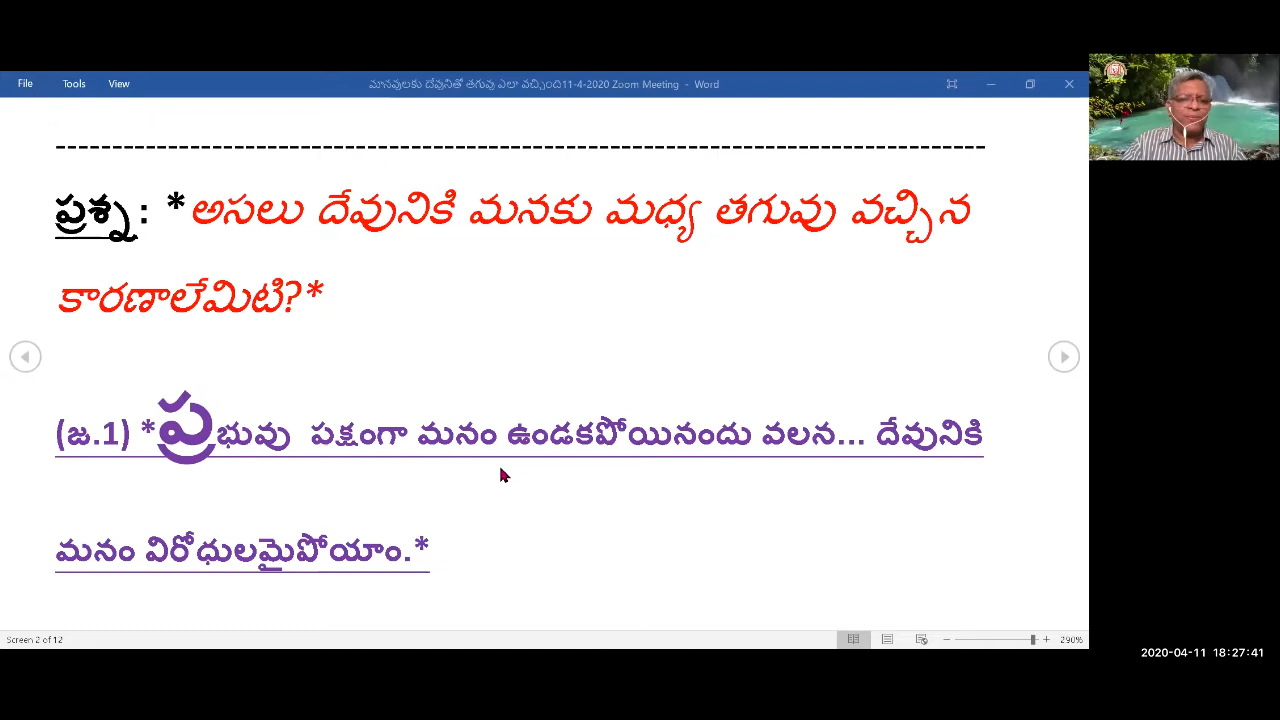 File Tools View మానవులకు దేవునితో తగువు ఎలా వచ్చింది11-4-2020 Zoom Meeting - Word
--------------------------------------------------------------------------------
ప్రశ్న: *అసలు దేవునికి మనకు మధ్య తగువు వచ్చిన
కారణాలేమిటి?*
(జ.1) *ప్రభువు పక్షంగా మనం ఉండకపోయినందు వలన... దేవునికి
మనం విరోధులమైపోయాం.*
Screen 2 of 12 290%
2020-04-11 18:27:41